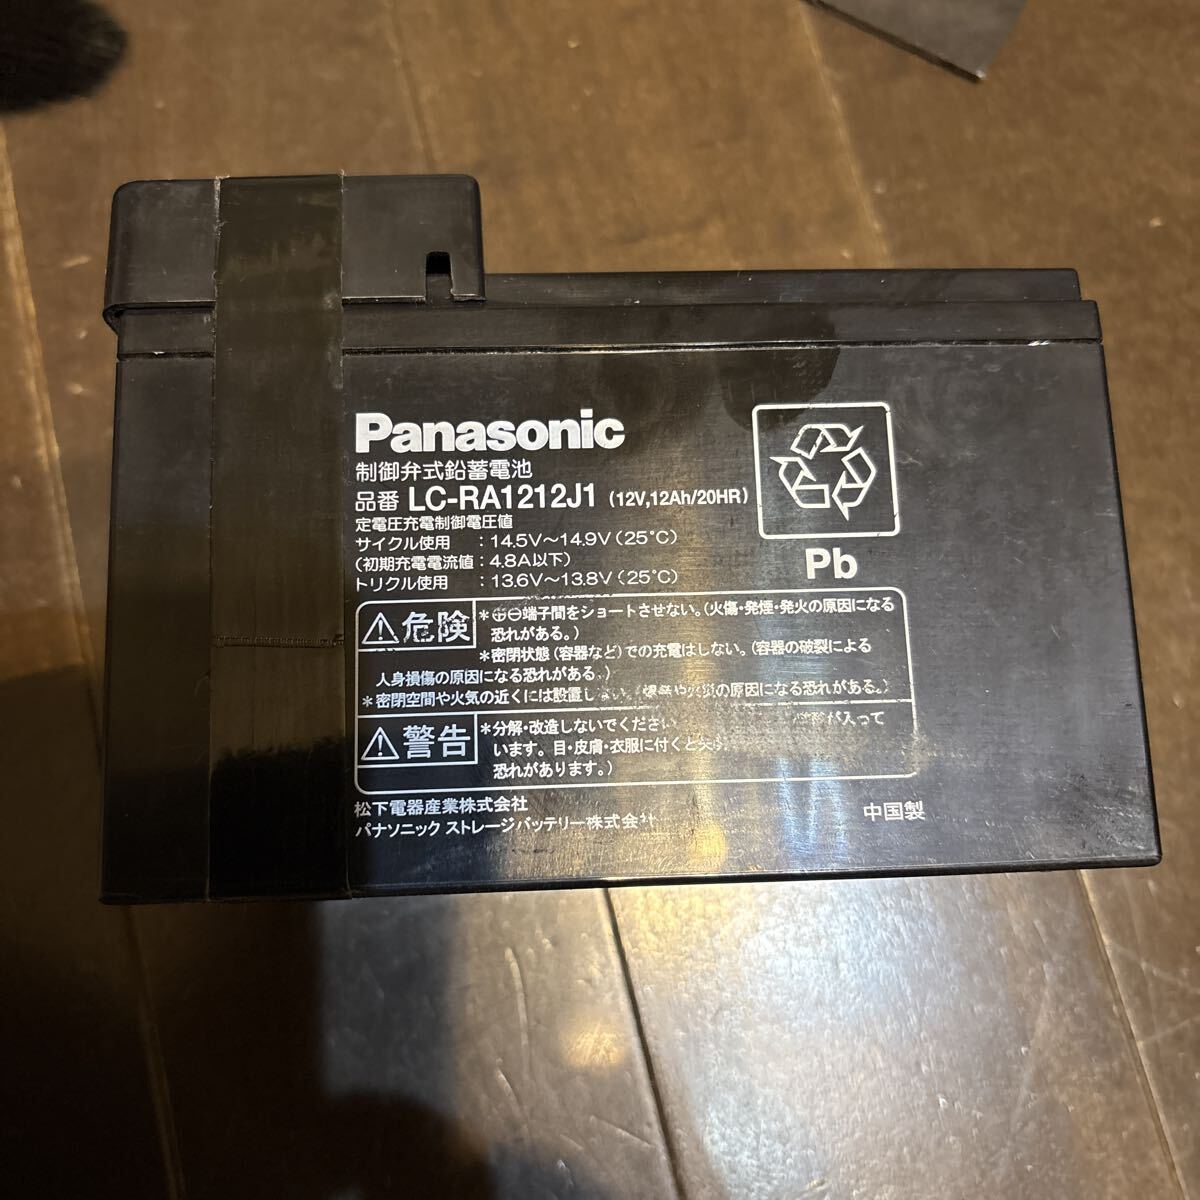 Panasonic
制御弁式鉛蓄電池
品番 LC-RA1212J1 (12V,12Ah/20HR)
定電圧充電制御電圧値
サイクル使用 :14.5V〜14.9V(25℃)
(初期充電電流値:4.8A以下)
トリクル使用 :13.6V〜13.8V(25℃)
Pb
危険
*⊕⊖端子間をショートさせない。(火傷・発煙・発火の原因になる
恐れがある。)
*密閉状態(容器など)での充電はしない。(容器の破裂による
人身損傷の原因になる恐れがある。)
*密閉空間や火気の近くには設置しない。(爆発や火災の原因になる恐れがある。)
警告
*分解・改造しないでください が入って
います。目・皮膚・衣服に付くと
恐れがあります。)
松下電器産業株式会社
パナソニック ストレージバッテリー株式会社
中国製